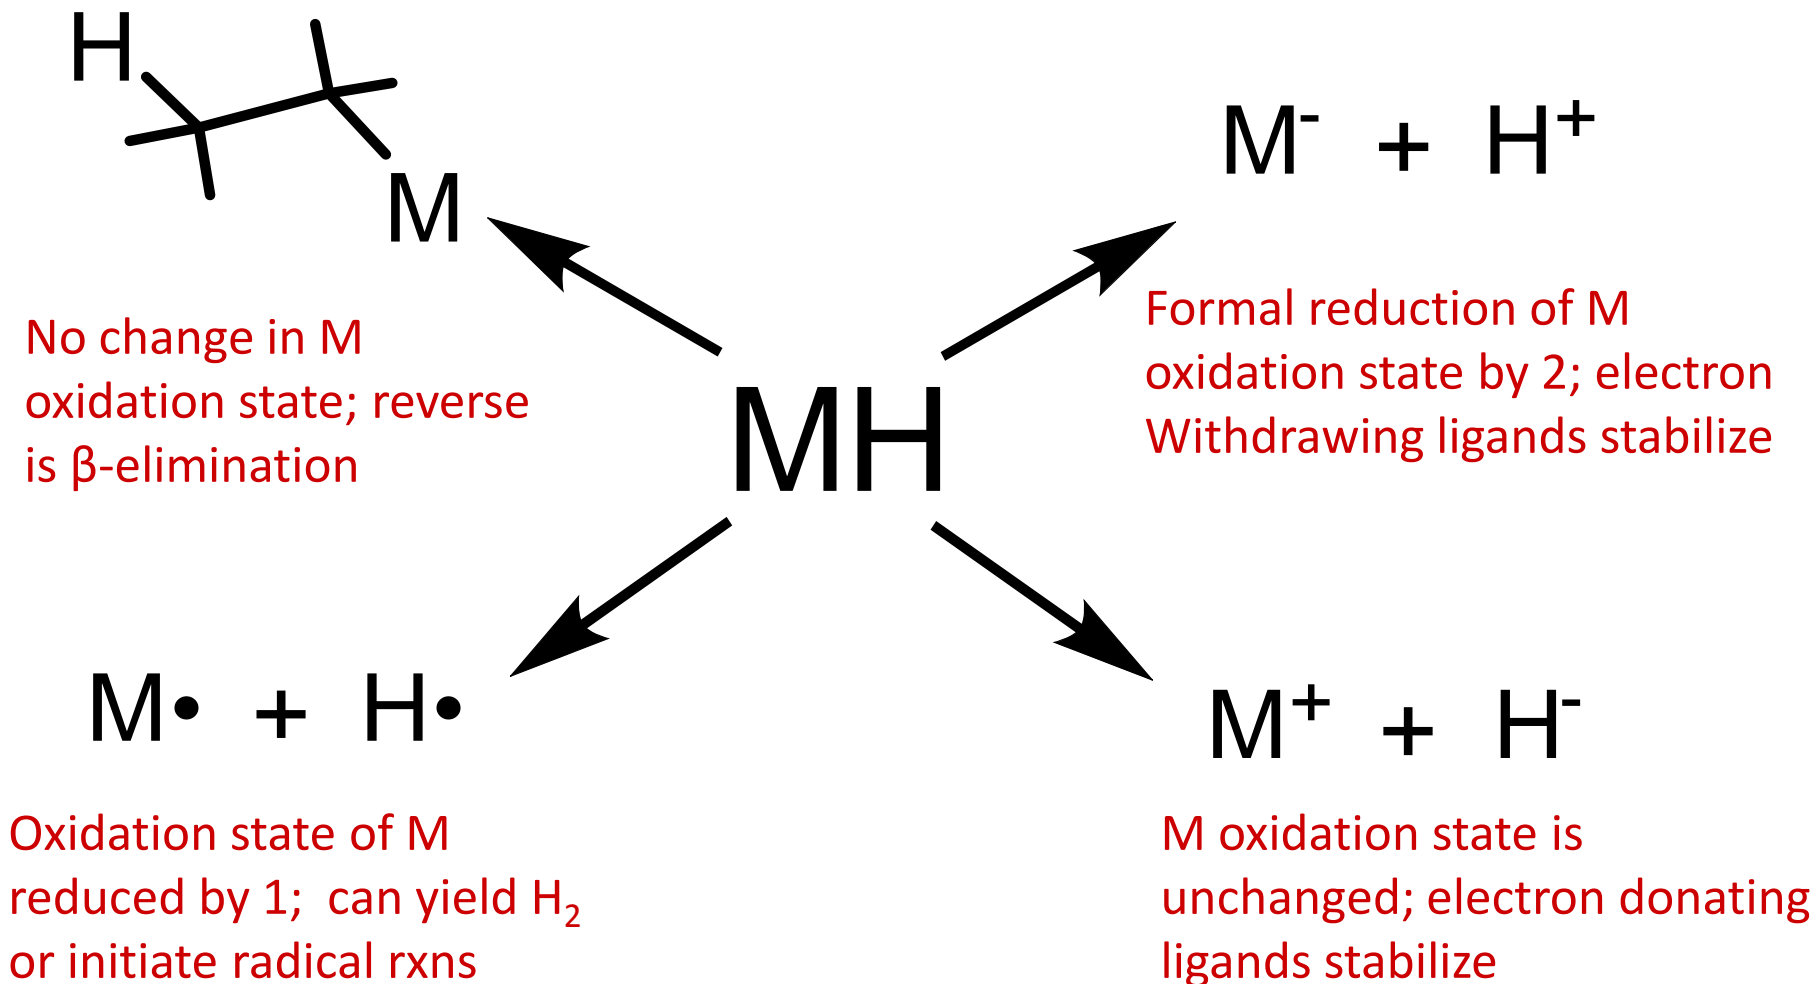 H
M
No change in M
oxidation state; reverse
is β-elimination
M⁻ + H⁺
Formal reduction of M
oxidation state by 2; electron
Withdrawing ligands stabilize
MH
M• + H•
Oxidation state of M
reduced by 1; can yield H₂
or initiate radical rxns
M⁺ + H⁻
M oxidation state is
unchanged; electron donating
ligands stabilize